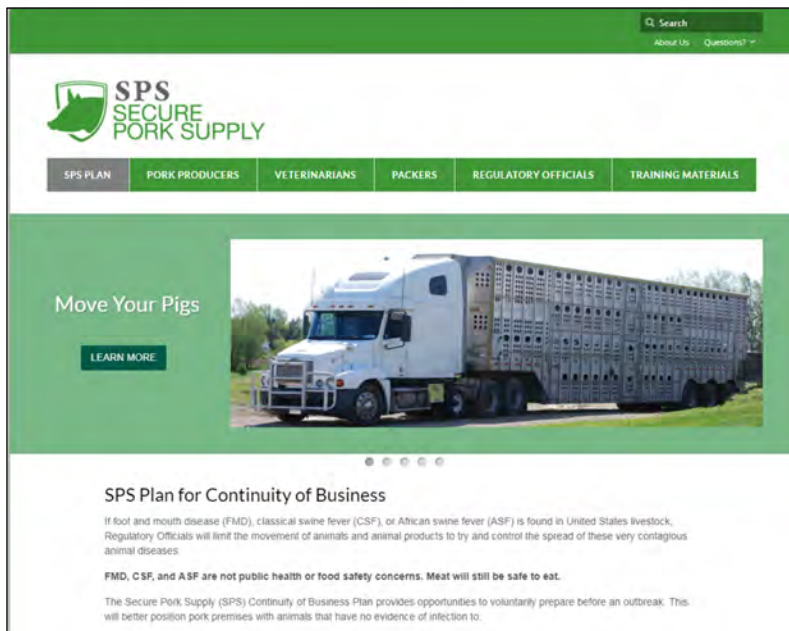 Search
About Us Questions?
SPS
SECURE
PORK SUPPLY
SPS PLAN PORK PRODUCERS VETERINARIANS PACKERS REGULATORY OFFICIALS TRAINING MATERIALS
Move Your Pigs
LEARN MORE
SPS Plan for Continuity of Business
If foot and mouth disease (FMD), classical swine fever (CSF), or African swine fever (ASF) is found in United States livestock,
Regulatory Officials will limit the movement of animals and animal products to try and control the spread of these very contagious
animal diseases.
FMD, CSF, and ASF are not public health or food safety concerns. Meat will still be safe to eat.
The Secure Pork Supply (SPS) Continuity of Business Plan provides opportunities to voluntarily prepare before an outbreak. This
will better position pork premises with animals that have no evidence of infection to: